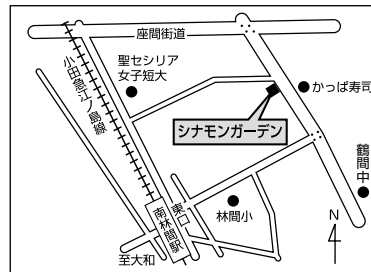 座間街道
小田急江ノ島線
聖セシリア
女子短大
かっぱ寿司
シナモンガーデン
鶴間中
東口
南林間駅
林間小
至大和
N